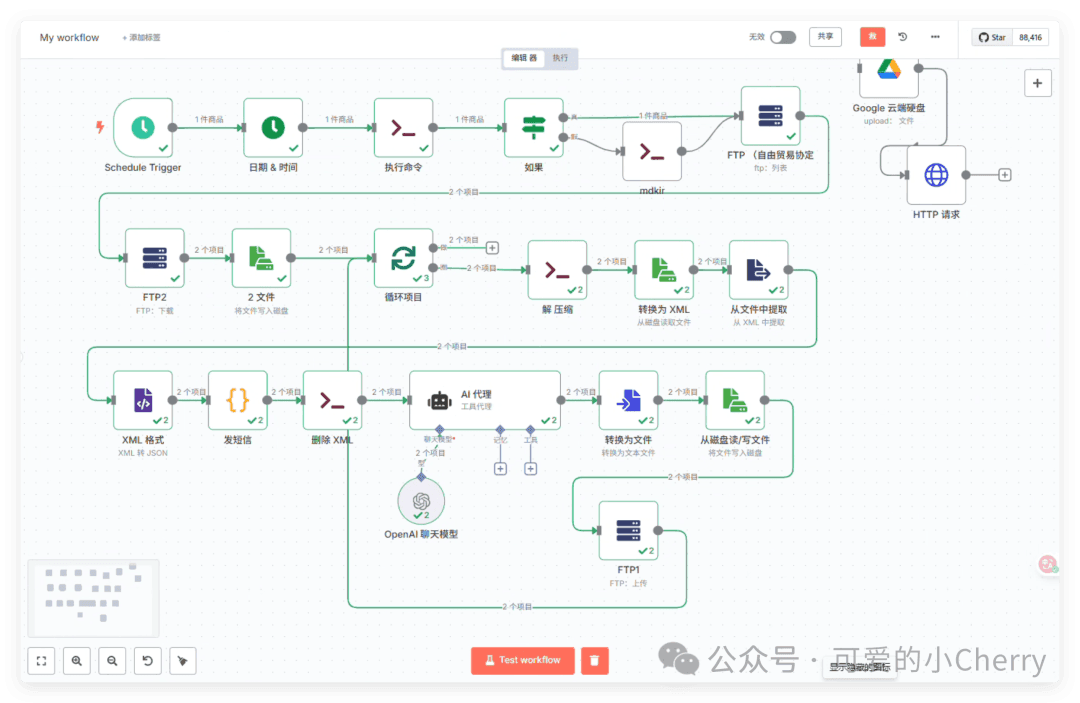 My workflow
+ 添加标签
无效
共享
救
Star 88,416
编辑 器 执行
Google 云端硬盘
upload： 文件
HTTP 请求
1件商品
1件商品
1件商品
1件商品
真
Schedule Trigger
日期 & 时间
执行命令
如果
mdkir
FTP （自由贸易协定
ftp：列表
2 个项目
2 个项目
2 个项目
2 个项目
2 个项目
2 个项目
2 个项目
3
2
2
2
FTP2
FTP：下载
2 文件
将文件写入磁盘
循环项目
解 压缩
转换为 XML
从磁盘读取文件
从文件中提取
从 XML 中提取
2 个项目
2 个项目
2 个项目
2 个项目
AI 代理
工具代理
2 个项目
2 个项目
2
2
2
2
2
2
XML 格式
XML 转 JSON
发短信
删除 XML
聊天模型*
记忆
工具
2 个项目
型
转换为文件
转换为文本文件
从磁盘读/写文件
将文件写入磁盘
2 个项目
2
OpenAI 聊天模型
2
FTP1
FTP：上传
2 个项目
Test workflow
公众号 · 可爱的小Cherry